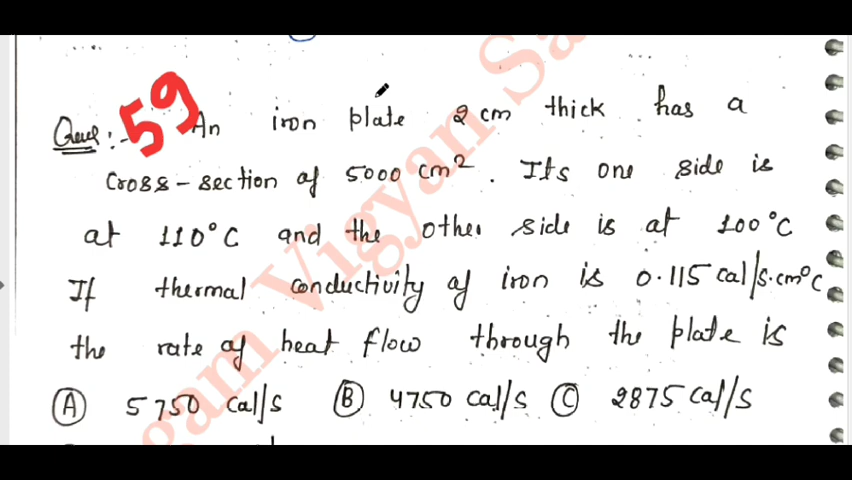 Ques :- 59 An iron plate 2 cm thick has a
Cross-section of 5000 cm². Its one side is
at 110°C and the other side is at 100°C
If thermal conductivity of iron is 0.115 cal/s.cm°C
the rate of heat flow through the plate is
(A) 5750 cal/s (B) 4750 cal/s (C) 2875 cal/s